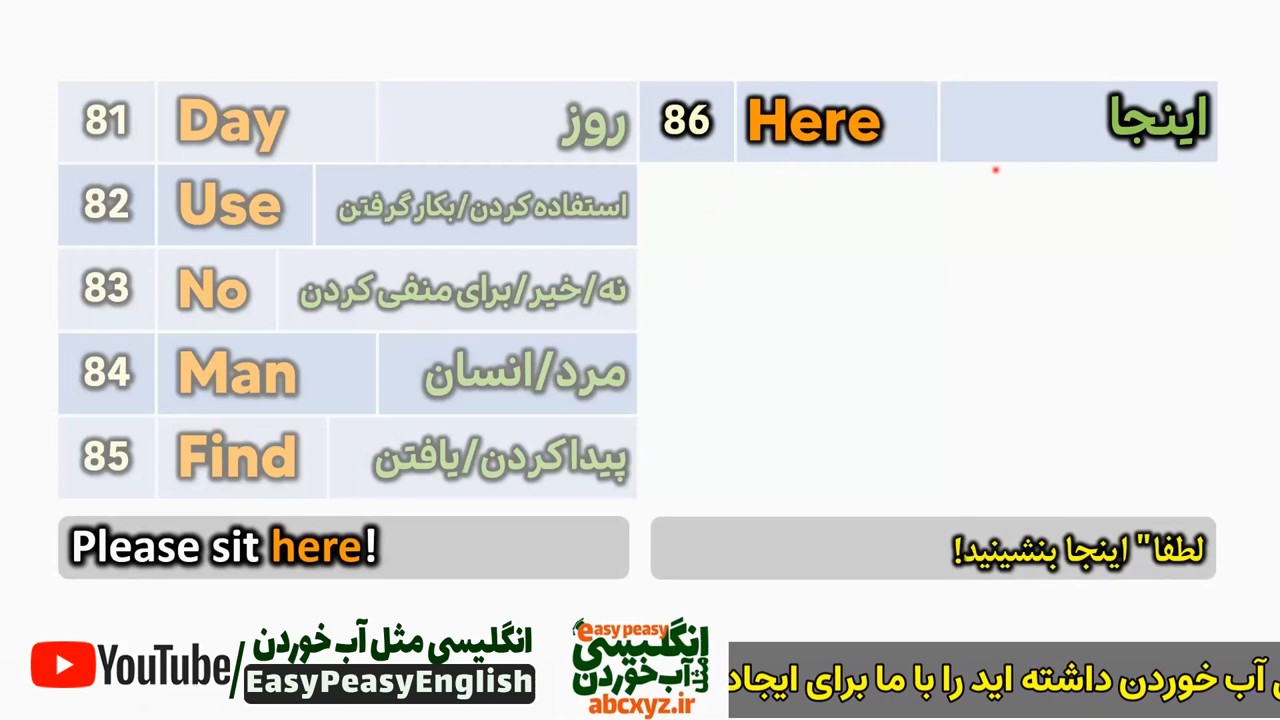 81 Day روز
82 Use استفاده کردن/بکار گرفتن
83 No نه/خیر/برای منفی کردن
84 Man مرد/انسان
85 Find پیدا کردن/یافتن
86 Here اینجا
Please sit here!
لطفا" اینجا بنشینید!
YouTube/انگلیسی مثل آب خوردن
EasyPeasyEnglish
easy peasy
انگلیسی
مثل آب خوردن
abcxyz.ir
آب خوردن داشته اید را با ما برای ایجاد